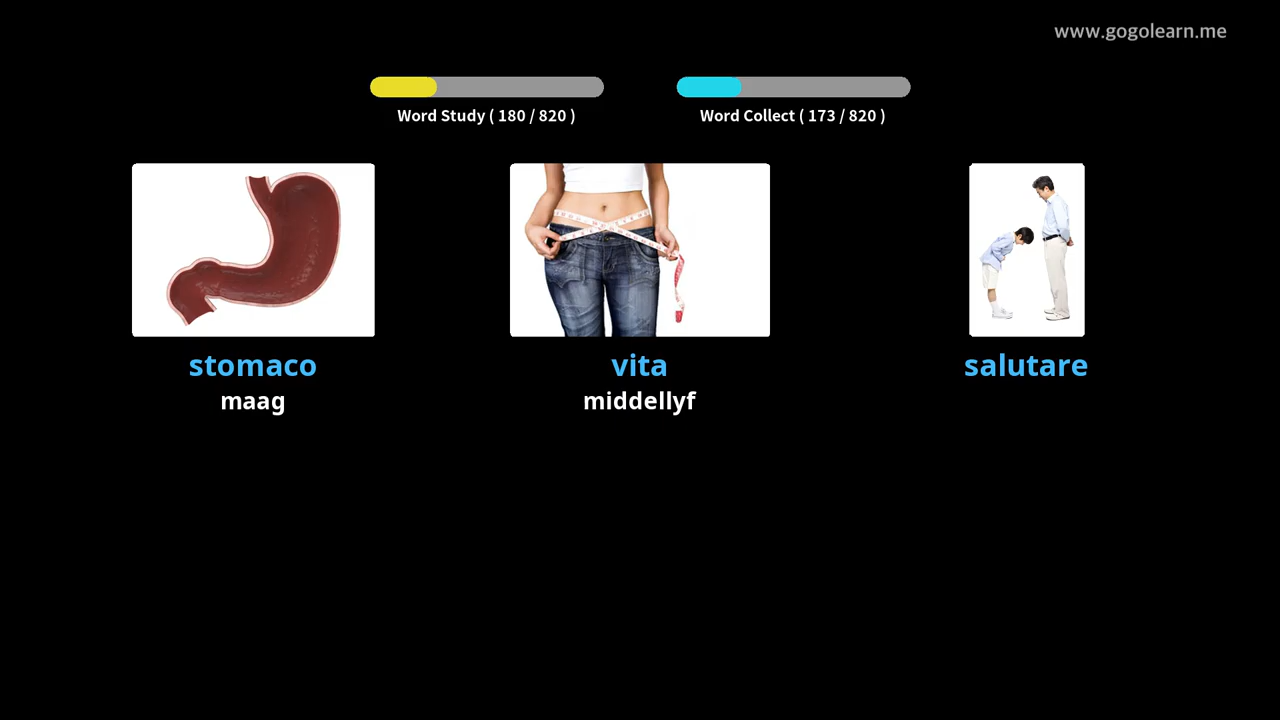 www.gogolearn.me
Word Study ( 180 / 820 )
Word Collect ( 173 / 820 )
stomaco
maag
vita
middellyf
salutare